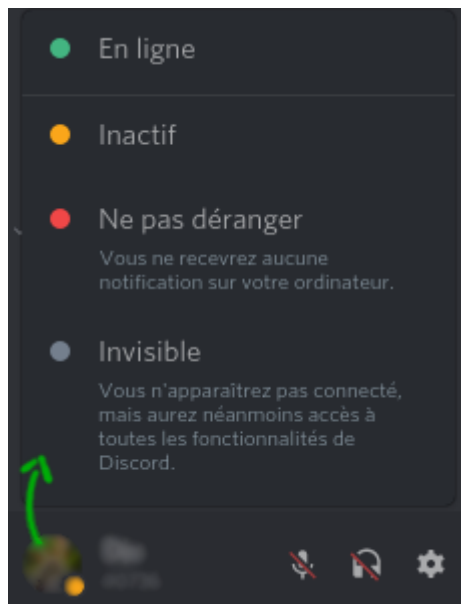 En ligne
Inactif
Ne pas déranger
Vous ne recevrez aucune
notification sur votre ordinateur.
Invisible
Vous n'apparaîtrez pas connecté,
mais aurez néanmoins accès à
toutes les fonctionnalités de
Discord.